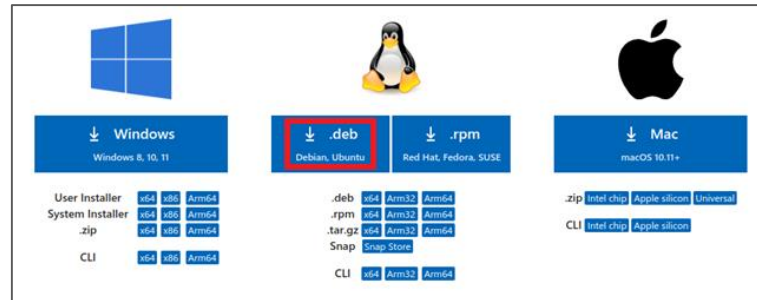 Windows
Windows 8, 10, 11
User Installer x64 x86 Arm64
System Installer x64 x86 Arm64
.zip x64 x86 Arm64
CLI x64 x86 Arm64
.deb
Debian, Ubuntu
.rpm
Red Hat, Fedora, SUSE
.deb x64 Arm32 Arm64
.rpm x64 Arm32 Arm64
.tar.gz x64 Arm32 Arm64
Snap Snap Store
CLI x64 Arm32 Arm64
Mac
macOS 10.11+
.zip Intel chip Apple silicon Universal
CLI Intel chip Apple silicon